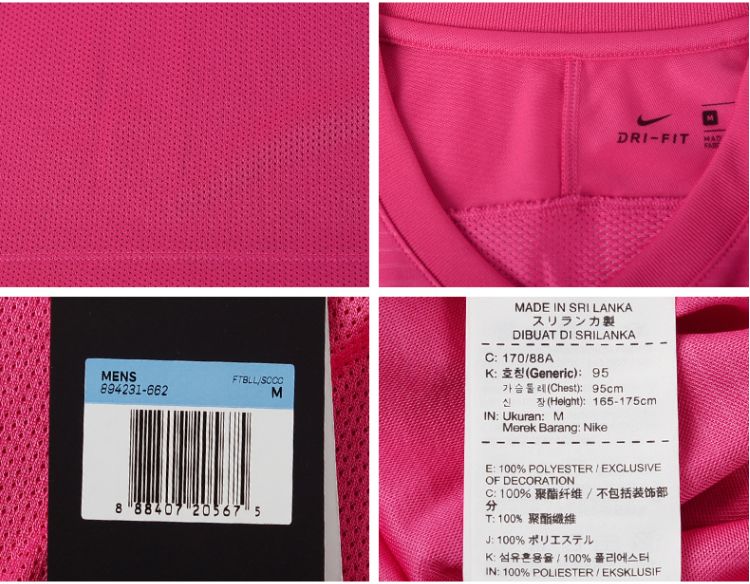 DRI-FIT
M
MENS
894231-662
FTBLL/SOCC
M
8 88407 20567 5
MADE IN SRI LANKA
スリランカ製
DIBUAT DI SRILANKA
C: 170/88A
K: 호칭(Generic): 95
가슴둘레(Chest): 95cm
신 장(Height): 165-175cm
IN: Ukuran: M
Merek Barang: Nike
E: 100% POLYESTER / EXCLUSIVE
OF DECORATION
C: 100% 聚酯纤维 / 不包括装饰部
分
T: 100% 聚酯纖維
J: 100% ポリエステル
K: 섬유혼용율 / 100% 폴리에스터
IN: 100% POLYESTER / EKSKLUSIF